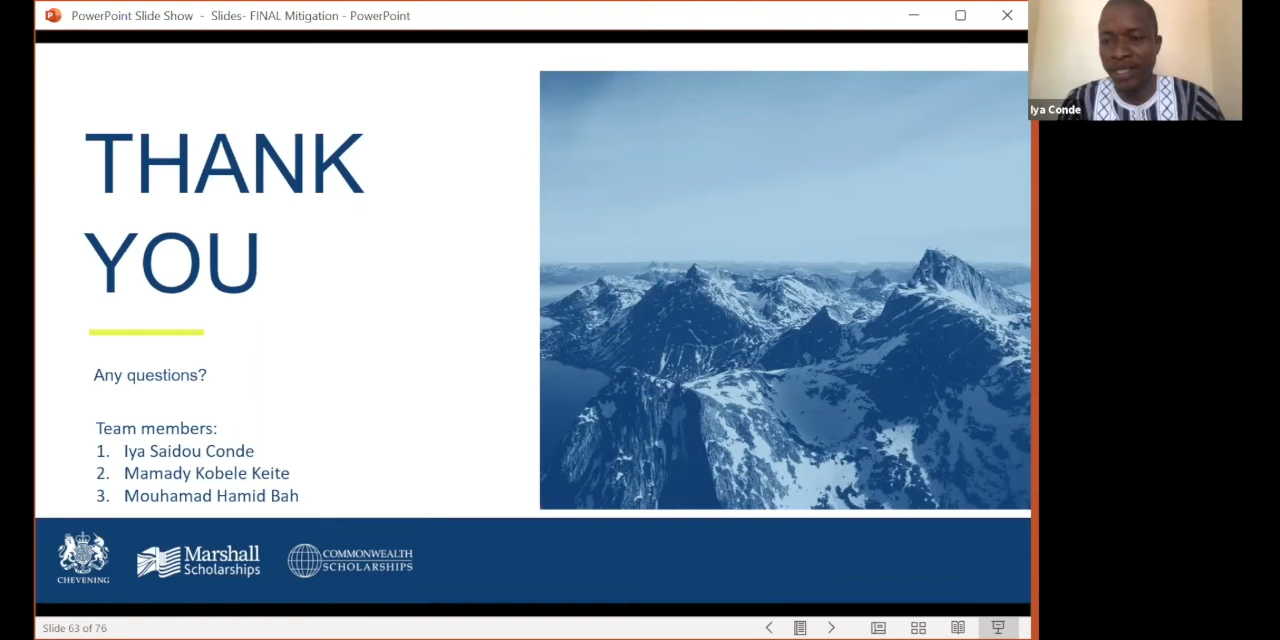 PowerPoint Slide Show - Slides- FINAL Mitigation - PowerPoint
Iya Conde
THANK
YOU
Any questions?
Team members:
1. Iya Saidou Conde
2. Mamady Kobele Keite
3. Mouhamad Hamid Bah
CHEVENING
Marshall
Scholarships
COMMONWEALTH
SCHOLARSHIPS
Slide 63 of 76